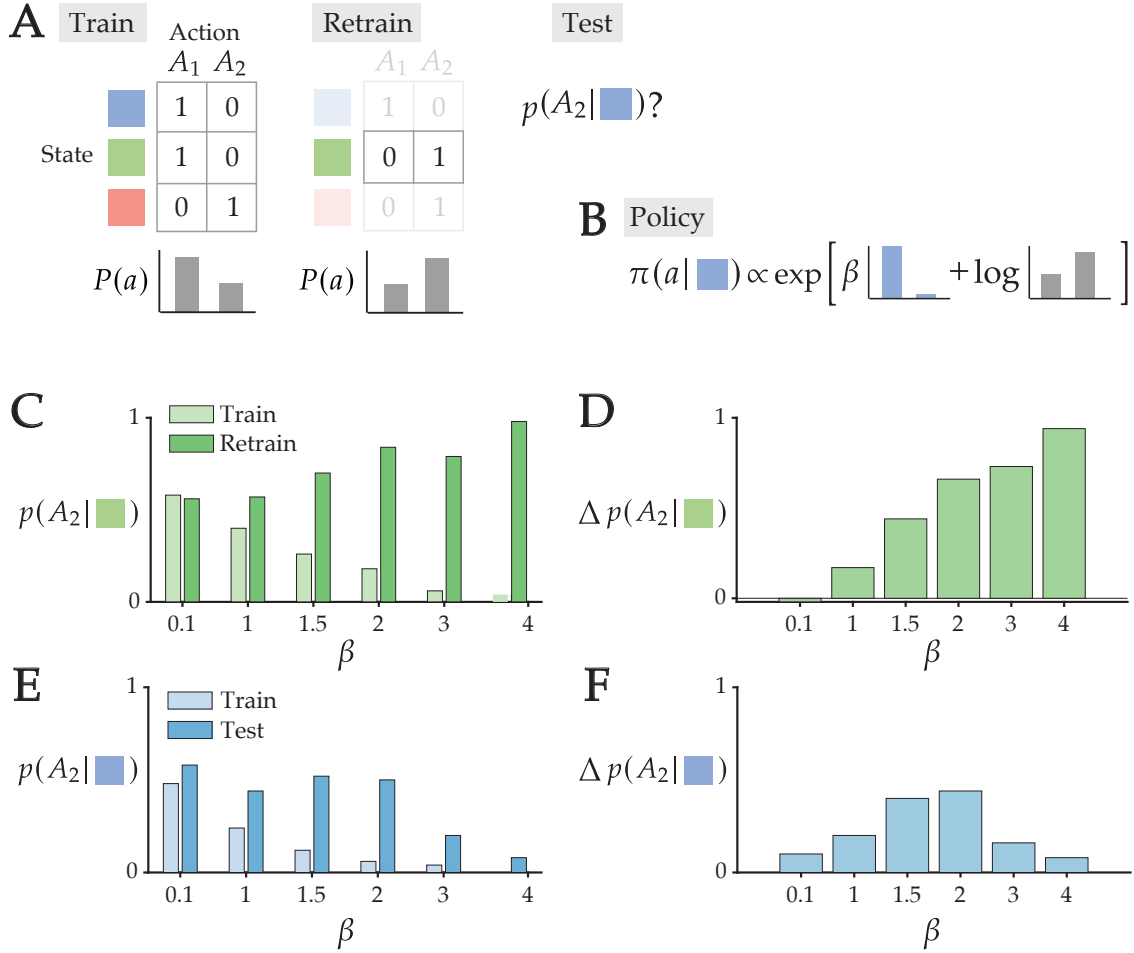 A Train Retrain Test
Action
A1 A2 A1 A2
1 0 1 0
p(A2| )?
State 1 0 0 1
0 1 0 1
B Policy
P(a) P(a) π(a| ) ∝ exp [ β + log ]
C D
1 Train 1
Retrain
p(A2| ) Δ p(A2| )
0 0
0.1 1 1.5 2 3 4 0.1 1 1.5 2 3 4
β β
E F
1 Train 1
Test
p(A2| ) Δ p(A2| )
0 0
0.1 1 1.5 2 3 4 0.1 1 1.5 2 3 4
β β